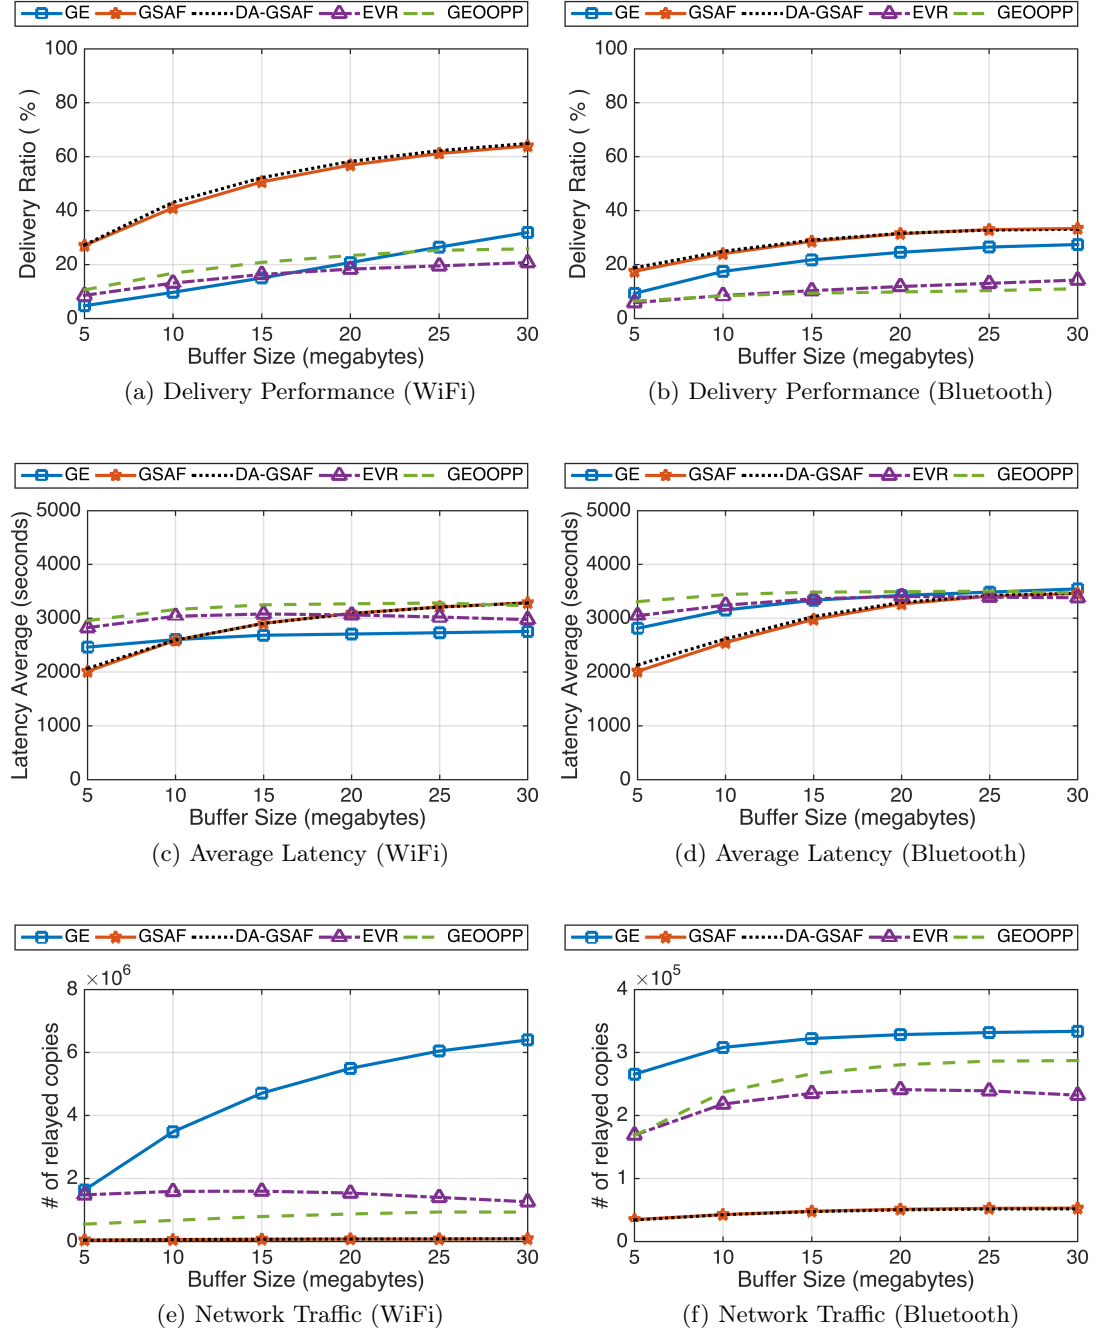 GE GSAF DA-GSAF EVR GEOOPP
100
80
60
40
20
0
Delivery Ratio ( % )
5 10 15 20 25 30
Buffer Size (megabytes)
(a) Delivery Performance (WiFi)
GE GSAF DA-GSAF EVR GEOOPP
100
80
60
40
20
0
Delivery Ratio ( % )
5 10 15 20 25 30
Buffer Size (megabytes)
(b) Delivery Performance (Bluetooth)
GE GSAF DA-GSAF EVR GEOOPP
5000
4000
3000
2000
1000
0
Latency Average (seconds)
5 10 15 20 25 30
Buffer Size (megabytes)
(c) Average Latency (WiFi)
GE GSAF DA-GSAF EVR GEOOPP
5000
4000
3000
2000
1000
0
Latency Average (seconds)
5 10 15 20 25 30
Buffer Size (megabytes)
(d) Average Latency (Bluetooth)
GE GSAF DA-GSAF EVR GEOOPP
×10⁶
8
6
4
2
0
# of relayed copies
5 10 15 20 25 30
Buffer Size (megabytes)
(e) Network Traffic (WiFi)
GE GSAF DA-GSAF EVR GEOOPP
×10⁵
4
3
2
1
0
# of relayed copies
5 10 15 20 25 30
Buffer Size (megabytes)
(f) Network Traffic (Bluetooth)